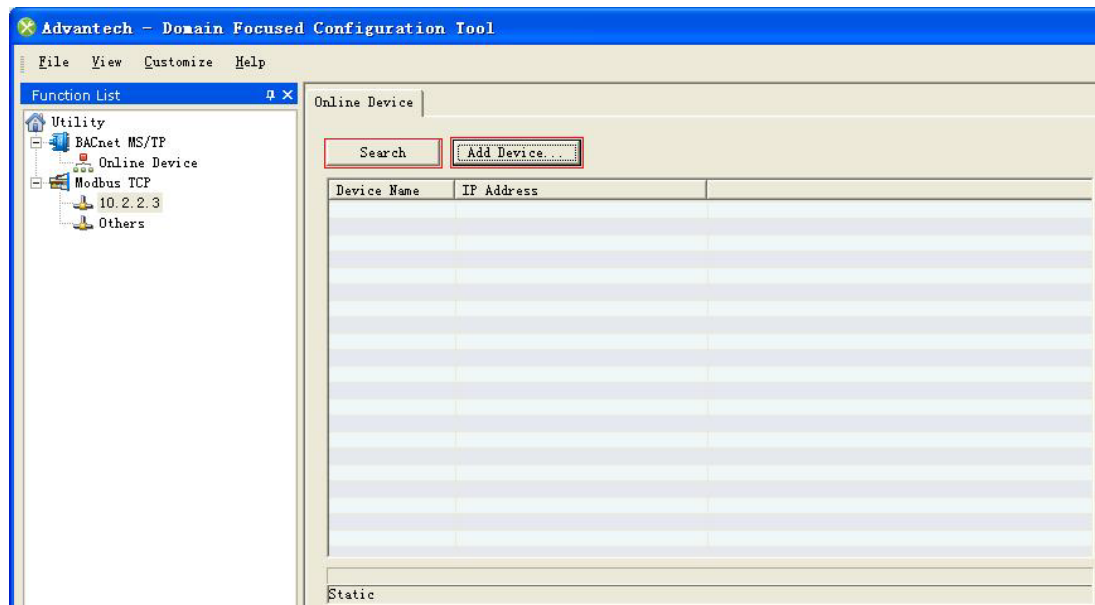 Advantech - Domain Focused Configuration Tool
File View Customize Help
Function List
Utility
BACnet MS/TP
Online Device
Modbus TCP
10.2.2.3
Others
Online Device
Search Add Device...
Device Name IP Address
Static